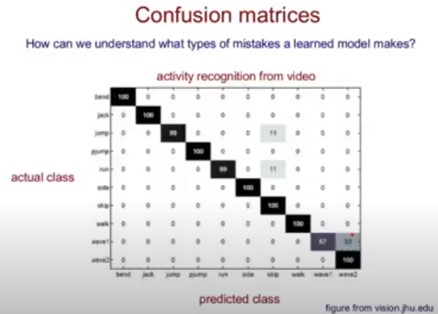 Confusion matrices
How can we understand what types of mistakes a learned model makes?
activity recognition from video
actual class
bend 100 0 0 0 0 0 0 0 0 0
jack 0 100 0 0 0 0 0 0 0 0
jump 0 0 89 0 0 0 11 0 0 0
pjump 0 0 0 100 0 0 0 0 0 0
run 0 0 0 0 89 0 11 0 0 0
side 0 0 0 0 0 100 0 0 0 0
skip 0 0 0 0 0 0 100 0 0 0
walk 0 0 0 0 0 0 0 100 0 0
wave1 0 0 0 0 0 0 0 0 67 33
wave2 0 0 0 0 0 0 0 0 0 100
bend jack jump pjump run side skip walk wave1 wave2
predicted class
figure from vision.jhu.edu